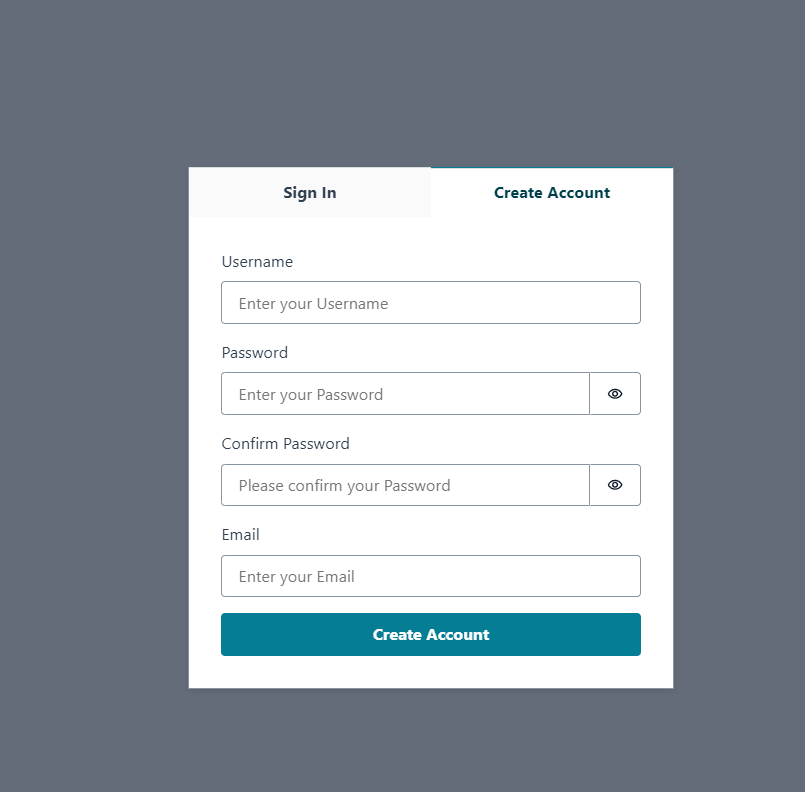 Sign In
Create Account
Username
Enter your Username
Password
Enter your Password
Confirm Password
Please confirm your Password
Email
Enter your Email
Create Account